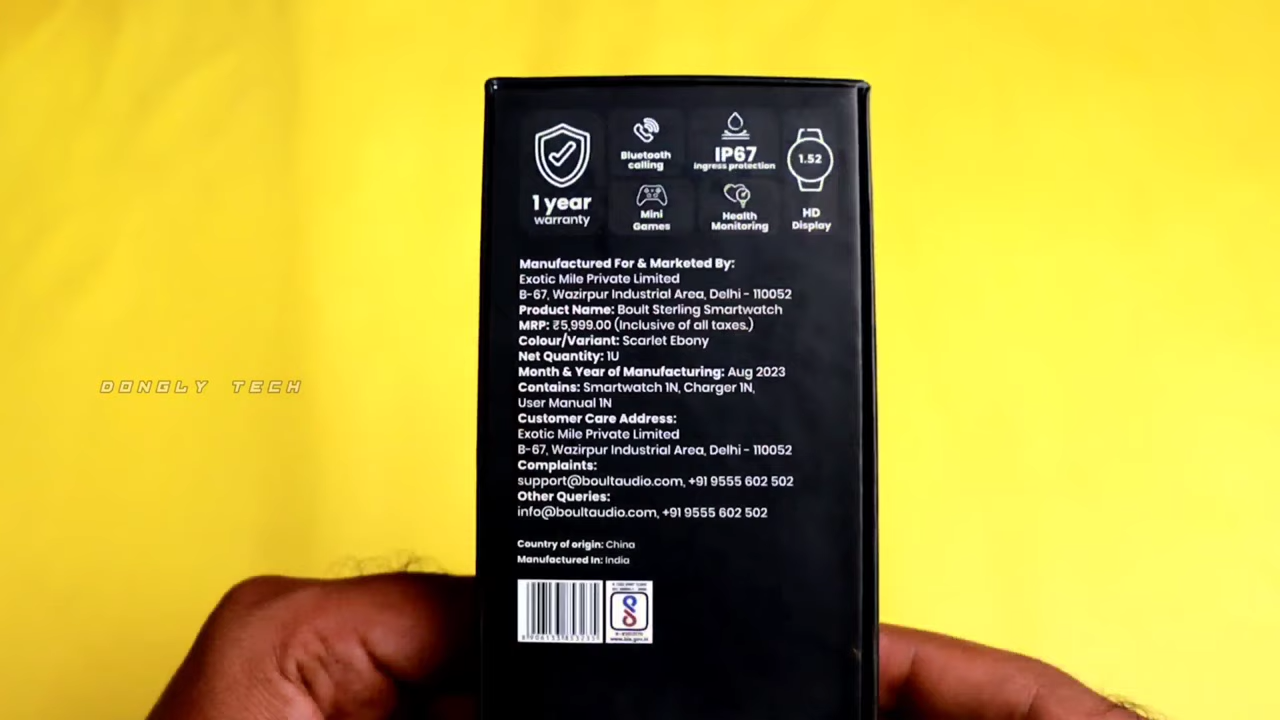 1 year
warranty
Bluetooth
calling
IP67
ingress protection
1.52
HD
Display
Mini
Games
Health
Monitoring
Manufactured For & Marketed By:
Exotic Mile Private Limited
B-67, Wazirpur Industrial Area, Delhi - 110052
Product Name: Boult Sterling Smartwatch
MRP: ₹5,999.00 (Inclusive of all taxes.)
Colour/Variant: Scarlet Ebony
Net Quantity: 1U
Month & Year of Manufacturing: Aug 2023
Contains: Smartwatch 1N, Charger 1N,
User Manual 1N
Customer Care Address:
Exotic Mile Private Limited
B-67, Wazirpur Industrial Area, Delhi - 110052
Complaints:
support@boultaudio.com, +91 9555 602 502
Other Queries:
info@boultaudio.com, +91 9555 602 502
Country of origin: China
Manufactured In: India
www.bis.gov.in
DONGLY TECH